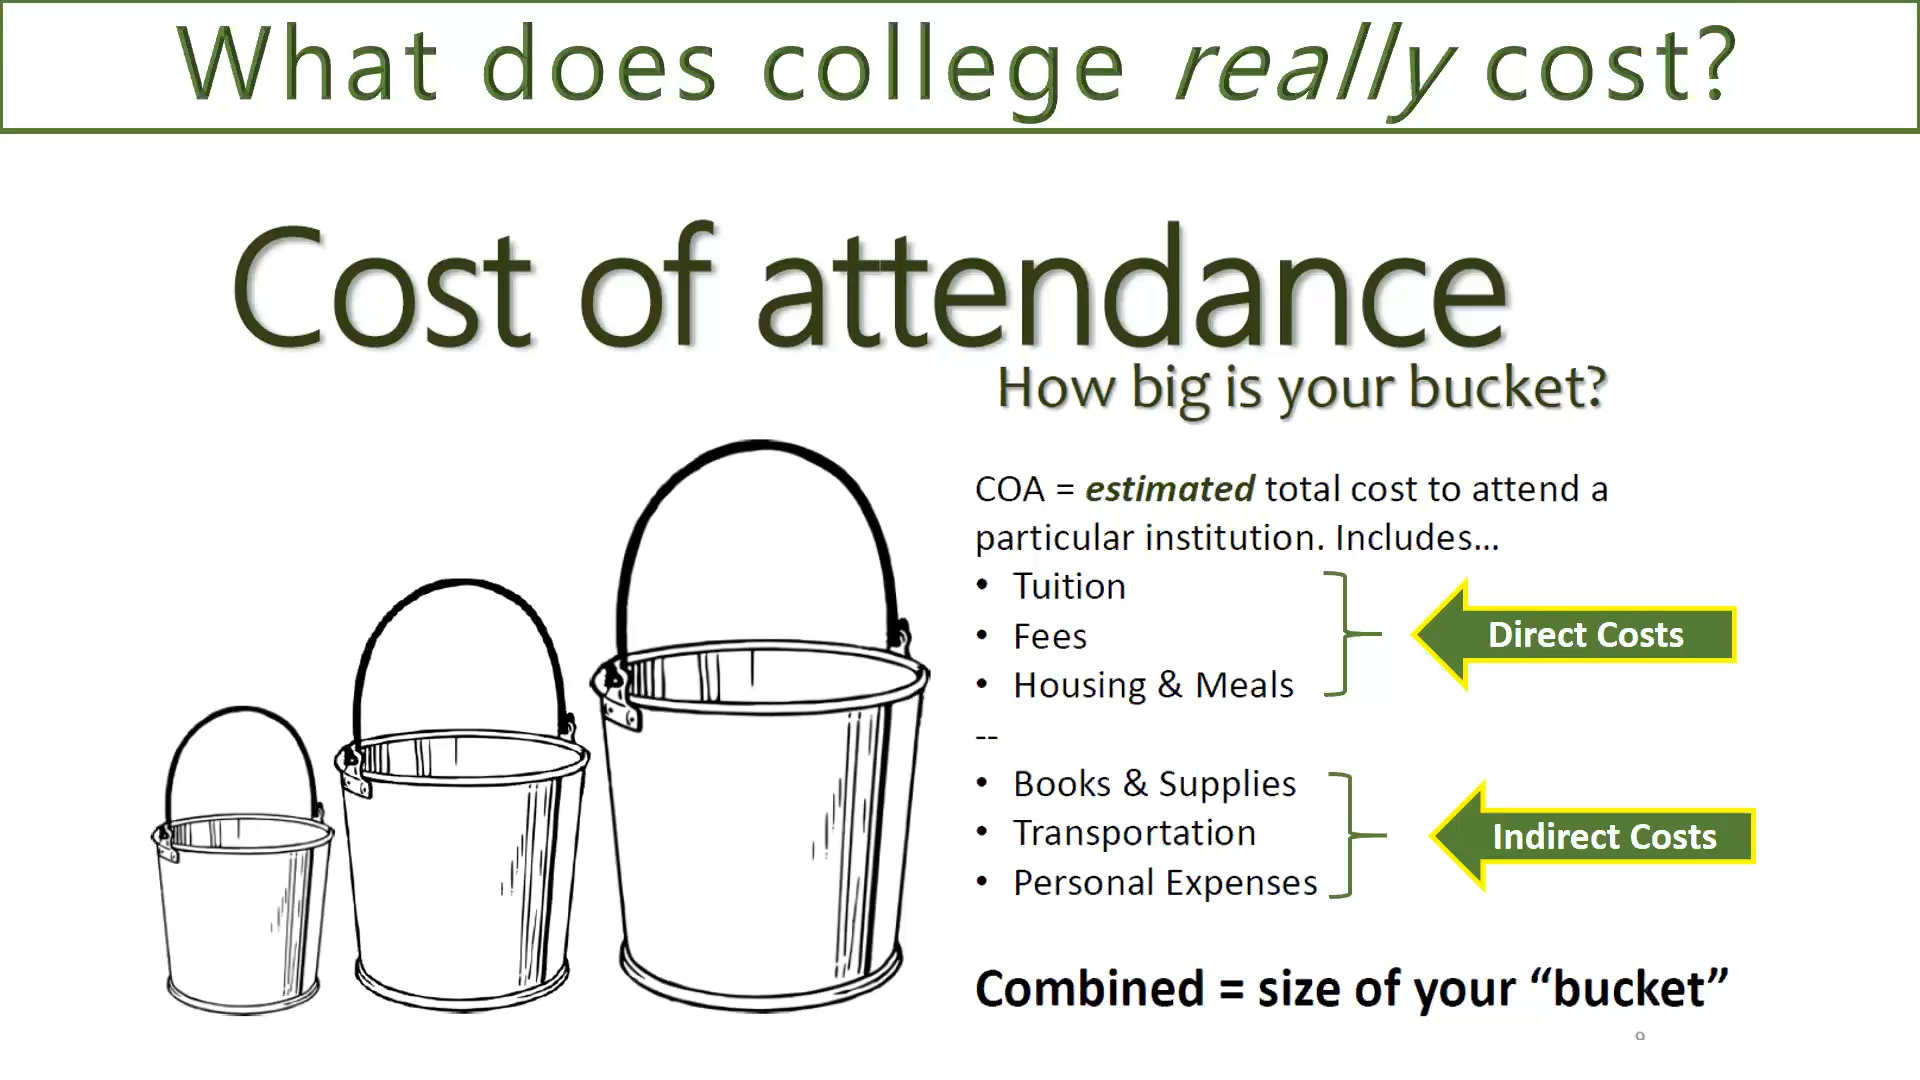 What does college really cost?
Cost of attendance
How big is your bucket?
COA = estimated total cost to attend a
particular institution. Includes...
• Tuition
• Fees
• Housing & Meals
Direct Costs
--
• Books & Supplies
• Transportation
• Personal Expenses
Indirect Costs
Combined = size of your “bucket”
9